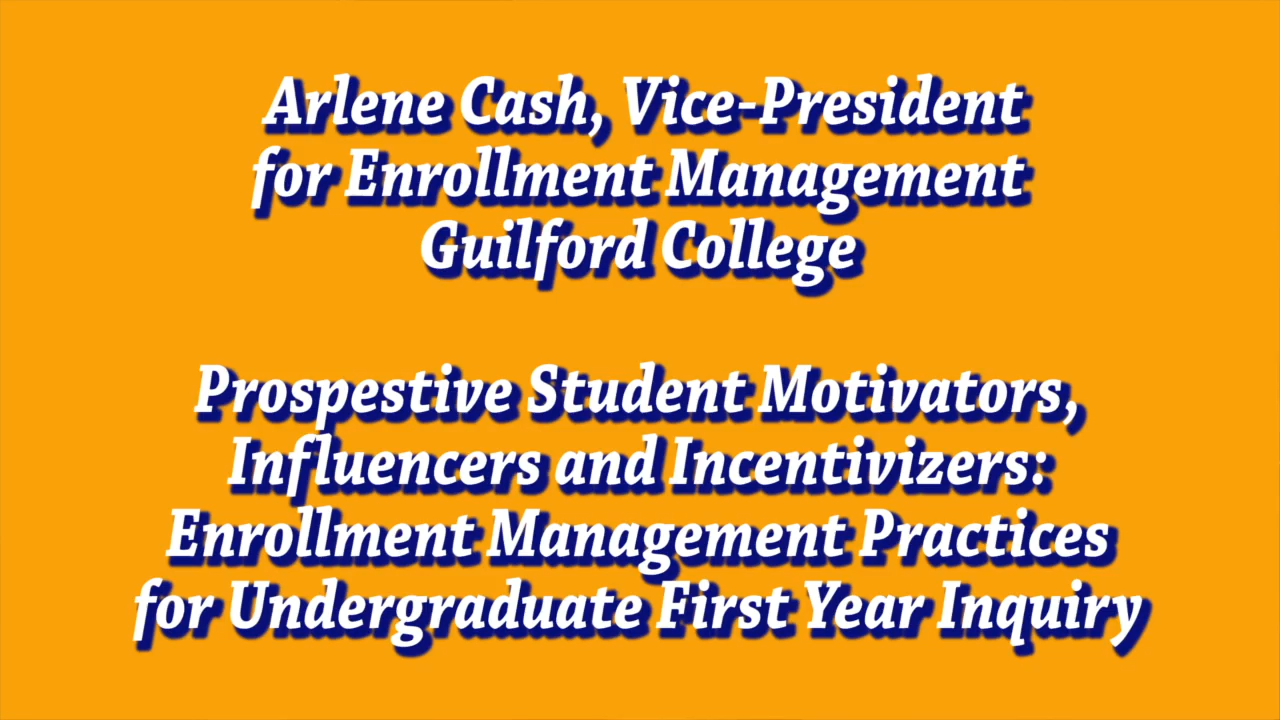 Arlene Cash, Vice-President
for Enrollment Management
Guilford College
Prospestive Student Motivators,
Influencers and Incentivizers:
Enrollment Management Practices
for Undergraduate First Year Inquiry